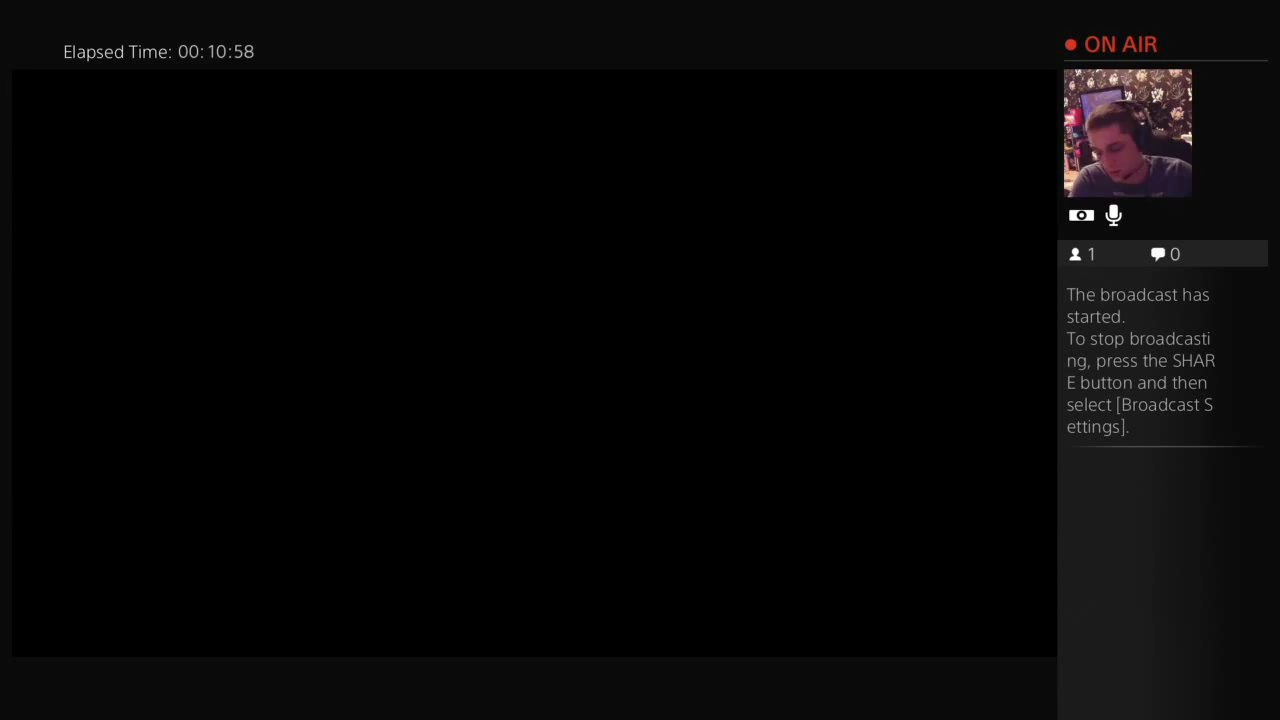 Elapsed Time: 00:10:58
ON AIR
1 0
The broadcast has
started.
To stop broadcasti
ng, press the SHAR
E button and then
select [Broadcast S
ettings].